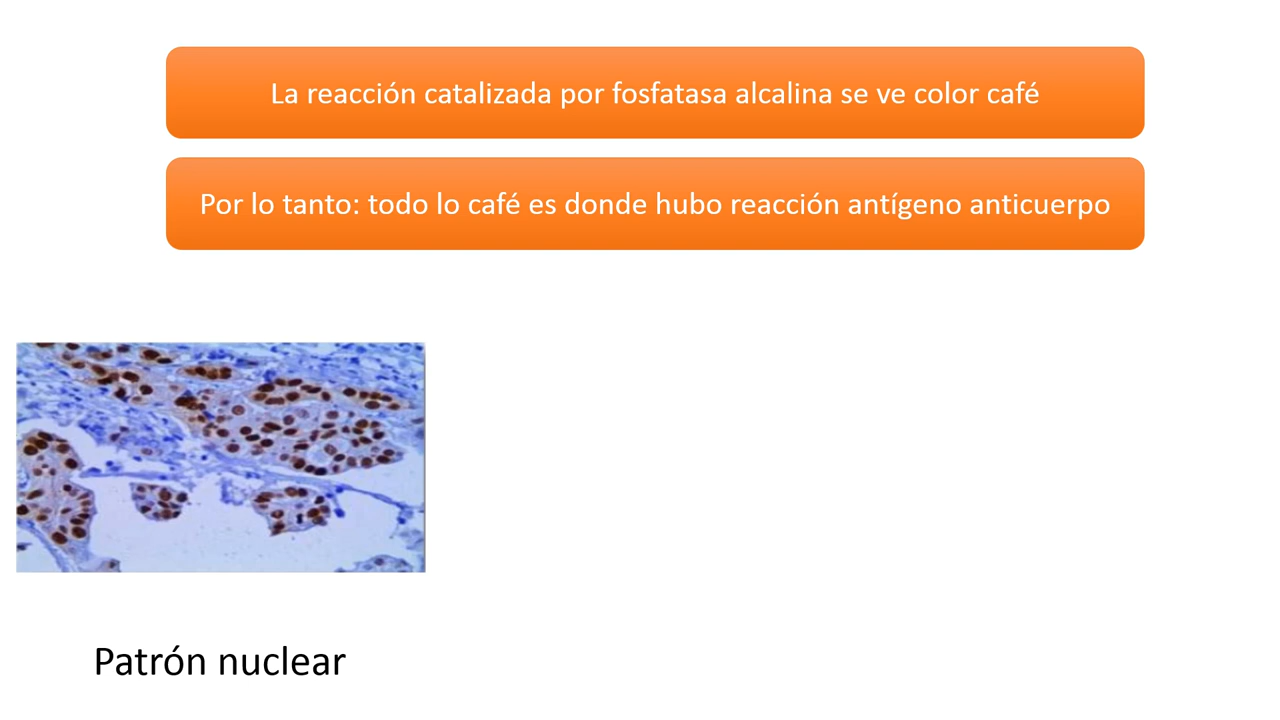 La reacción catalizada por fosfatasa alcalina se ve color café
Por lo tanto: todo lo café es donde hubo reacción antígeno anticuerpo
Patrón nuclear